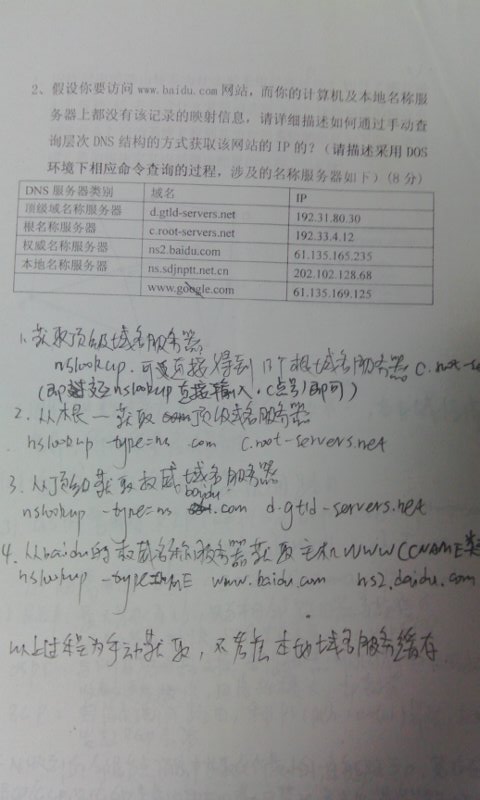 2、假设你要访问 www.baidu.com 网站，而你的计算机及本地名称服
务器上都没有该记录的映射信息，请详细描述如何通过手动查
询层次 DNS 结构的方式获取该网站的 IP 的？（请描述采用 DOS
环境下相应命令查询的过程，涉及的名称服务器如下）(8 分)
DNS 服务器类别 域名 IP
顶级域名称服务器 d.gtld-servers.net 192.31.80.30
根名称服务器 c.root-servers.net 192.33.4.12
权威名称服务器 ns2.baidu.com 61.135.165.235
本地名称服务器 ns.sdjnptt.net.cn 202.102.128.68
www.google.com 61.135.169.125
1. 获取顶级域名服务器
nslookup . 可直接得到13个根域名服务器 c.root-se
(即 nslookup 直接输入 .(点号)即可)
2. 从根一获取顶级域名服务器
nslookup -type=ns com c.root-servers.net
3. 从顶级获取权威域名服务器
nslookup -type=ns baidu.com d.gtld-servers.net
4. 从baidu的权威名称服务器获取主机WWW(CNAME类
nslookup -type www.baidu.com ns2.daidu.com
以上过程为手动获取，不考虑本地域名服务缓存